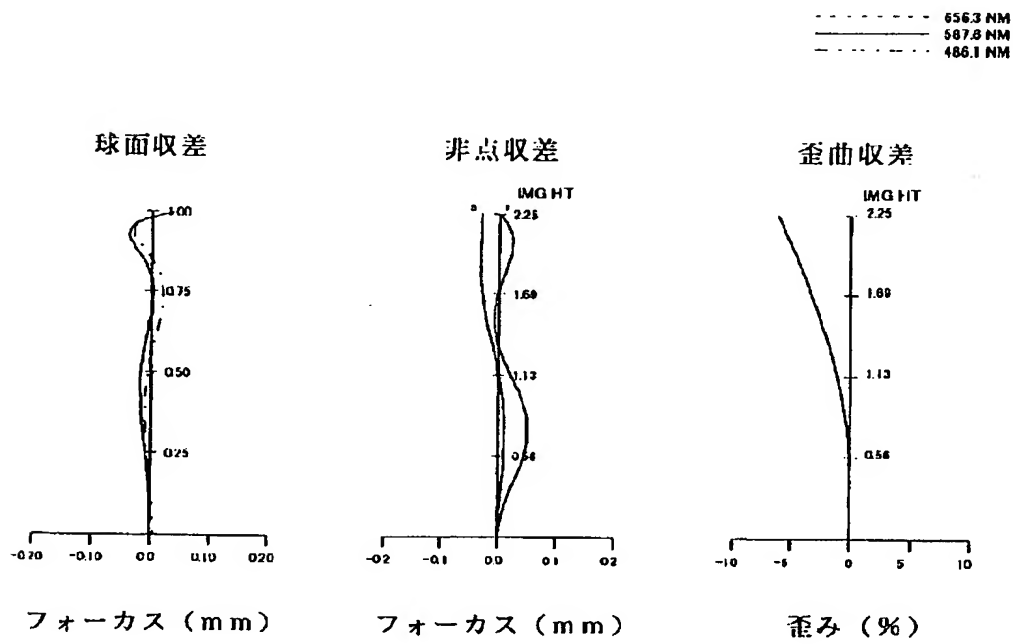 656.3 NM
587.6 NM
486.1 NM
球面収差
1.00
0.75
0.50
0.25
-0.20 -0.10 0.0 0.10 0.20
フォーカス（mm）
非点収差
IMG HT
S T
2.25
1.69
1.13
0.56
-0.2 -0.1 0.0 0.1 0.2
フォーカス（mm）
歪曲収差
IMG HT
2.25
1.69
1.13
0.56
-10 -5 0 5 10
歪み（%）